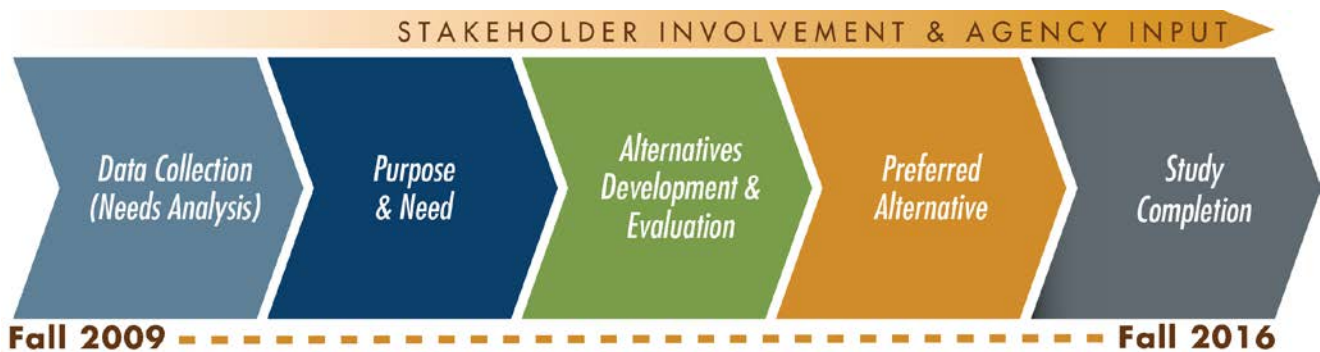 STAKEHOLDER INVOLVEMENT & AGENCY INPUT
Data Collection
(Needs Analysis)
Purpose
& Need
Alternatives
Development &
Evaluation
Preferred
Alternative
Study
Completion
Fall 2009
Fall 2016